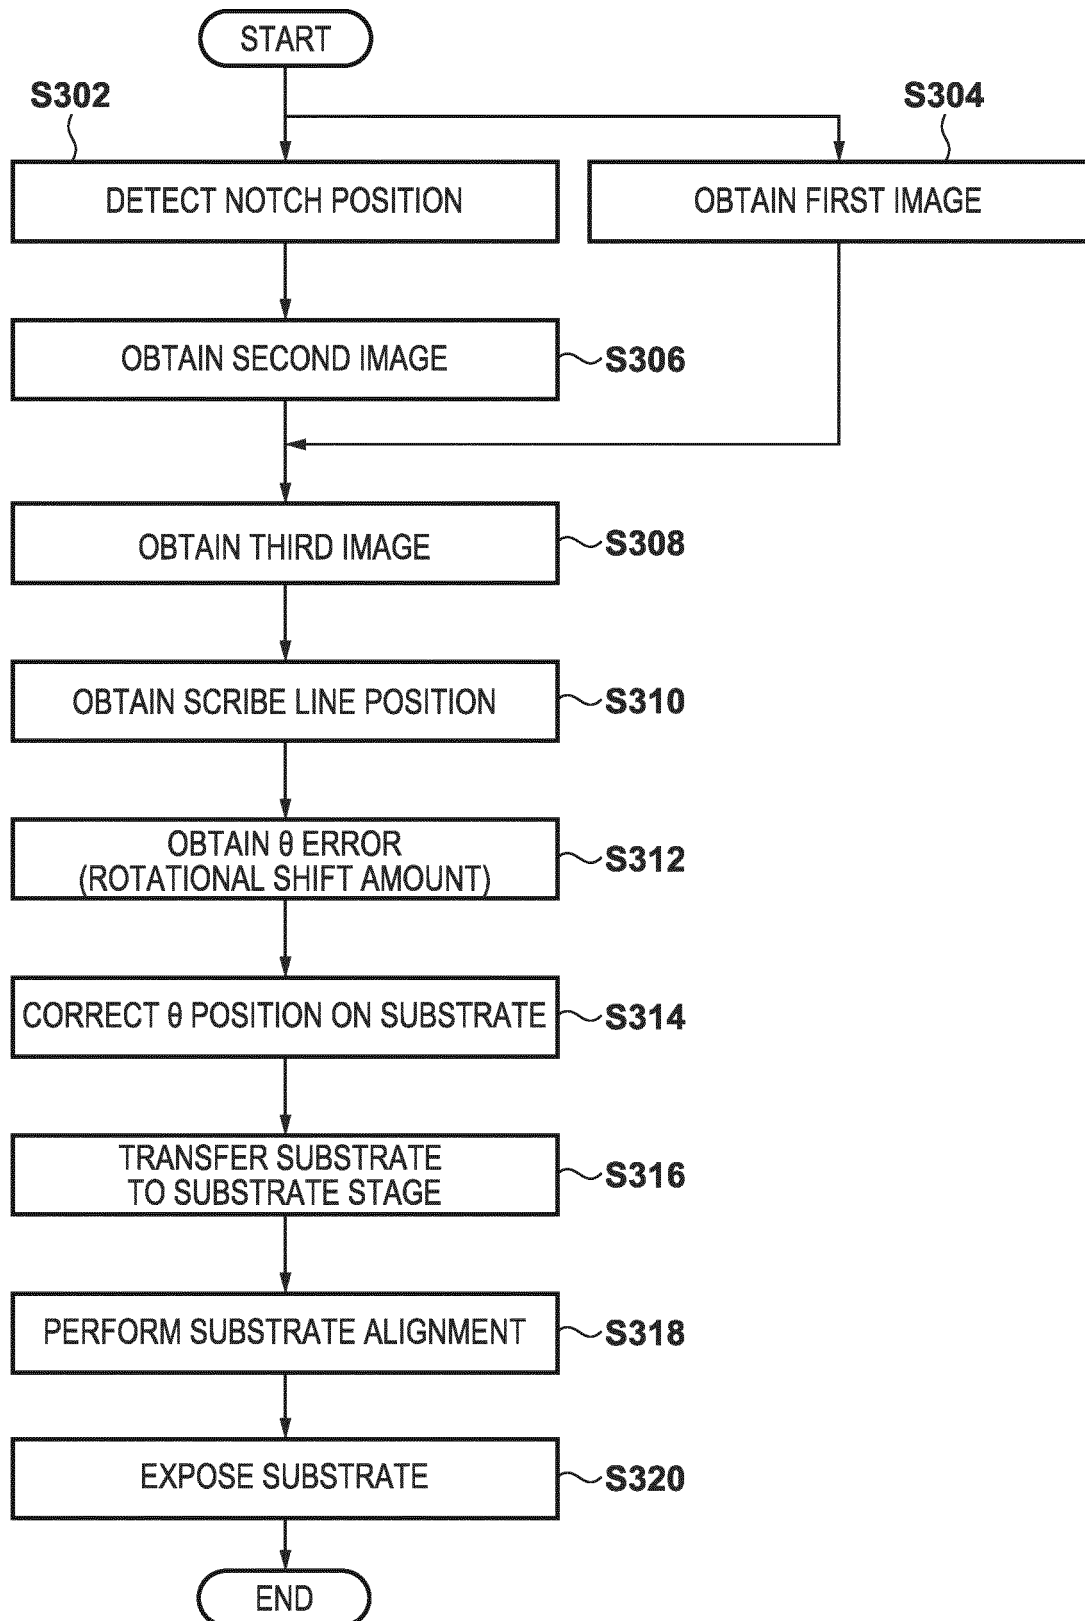 START
S302
S304
DETECT NOTCH POSITION
OBTAIN FIRST IMAGE
OBTAIN SECOND IMAGE
S306
OBTAIN THIRD IMAGE
S308
OBTAIN SCRIBE LINE POSITION
S310
OBTAIN θ ERROR
(ROTATIONAL SHIFT AMOUNT)
S312
CORRECT θ POSITION ON SUBSTRATE
S314
TRANSFER SUBSTRATE
TO SUBSTRATE STAGE
S316
PERFORM SUBSTRATE ALIGNMENT
S318
EXPOSE SUBSTRATE
S320
END